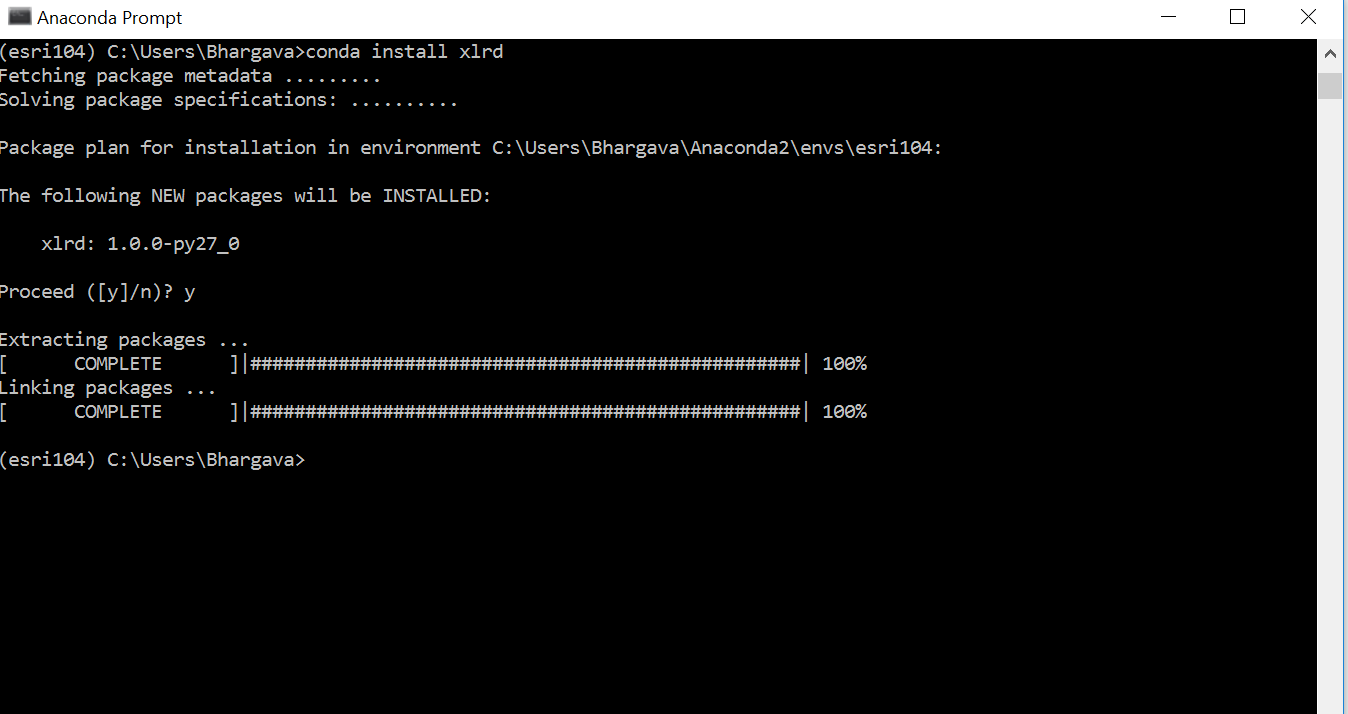 Anaconda Prompt
(esri104) C:\Users\Bhargava>conda install xlrd
Fetching package metadata .........
Solving package specifications: ..........
Package plan for installation in environment C:\Users\Bhargava\Anaconda2\envs\esri104:
The following NEW packages will be INSTALLED:
xlrd: 1.0.0-py27_0
Proceed ([y]/n)? y
Extracting packages ...
[      COMPLETE      ]|##################################################| 100%
Linking packages ...
[      COMPLETE      ]|##################################################| 100%
(esri104) C:\Users\Bhargava>